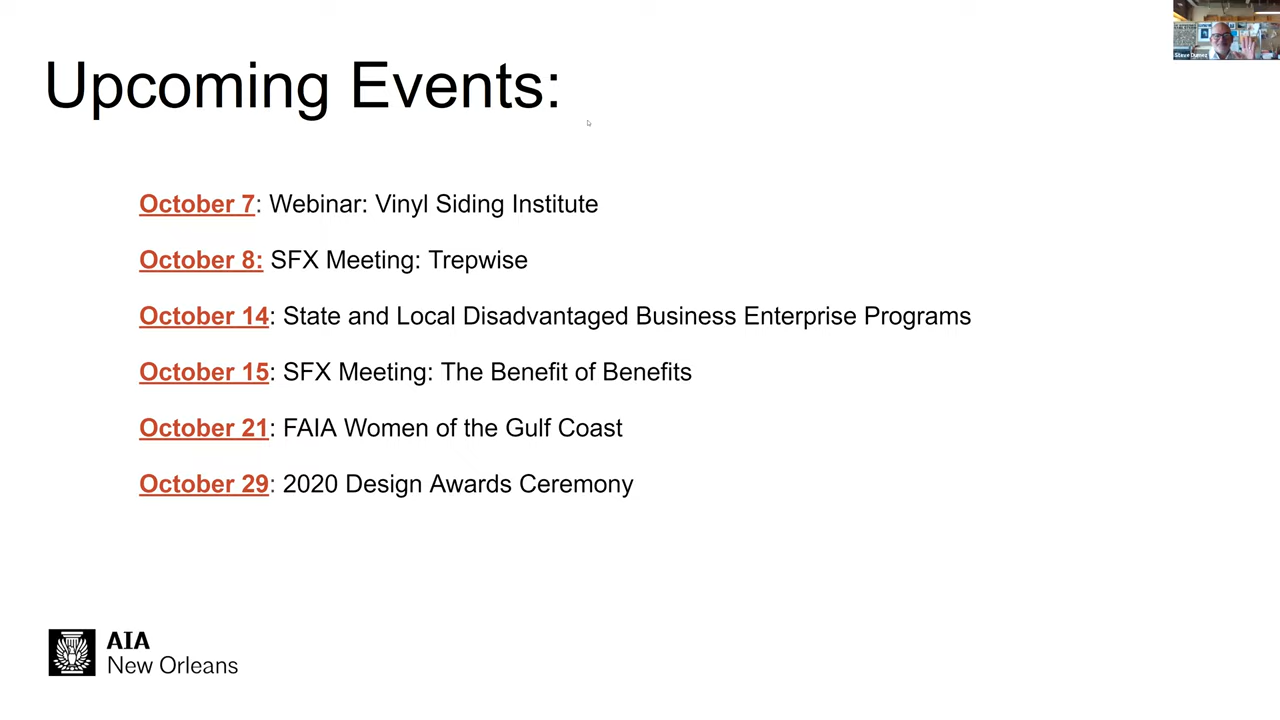 Upcoming Events:
October 7: Webinar: Vinyl Siding Institute
October 8: SFX Meeting: Trepwise
October 14: State and Local Disadvantaged Business Enterprise Programs
October 15: SFX Meeting: The Benefit of Benefits
October 21: FAIA Women of the Gulf Coast
October 29: 2020 Design Awards Ceremony
AIA
New Orleans
Steve Dumez